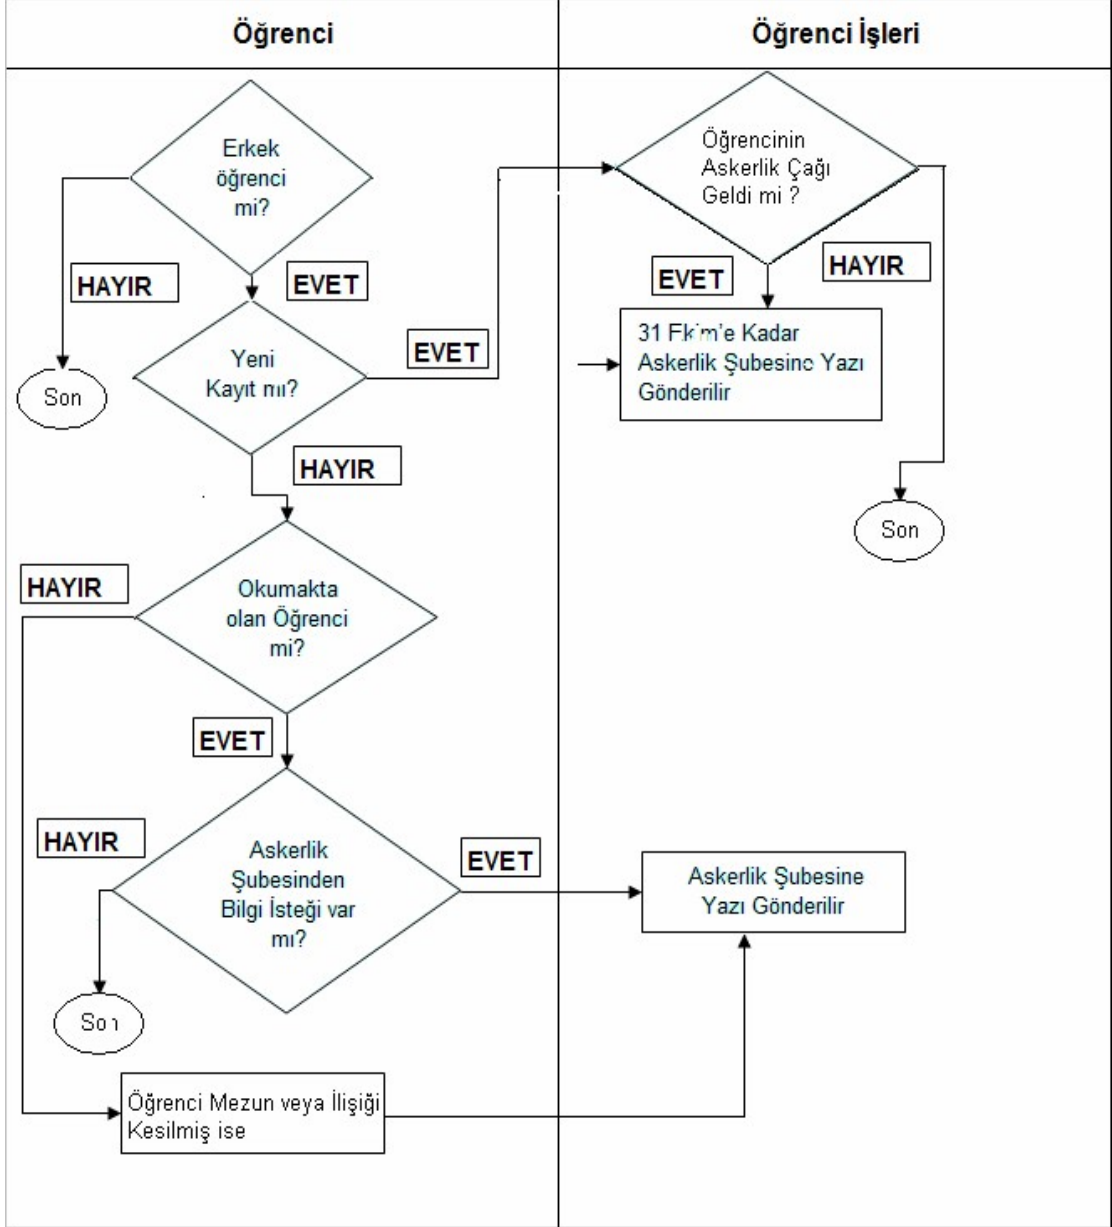 Öğrenci
Öğrenci İşleri
Erkek
öğrenci
mi?
Öğrencinin
Askerlik Çağı
Geldi mi ?
HAYIR
EVET
EVET
HAYIR
Yeni
Kayıt mı?
EVET
31 Ekim'e Kadar
Askerlik Şubesine Yazı
Gönderilir
Son
HAYIR
Son
HAYIR
Okumakta
olan Öğrenci
mi?
EVET
HAYIR
Askerlik
Şubesinden
Bilgi İsteği var
mı?
EVET
Askerlik Şubesine
Yazı Gönderilir
Son
Öğrenci Mezun veya İlişiği
Kesilmiş ise